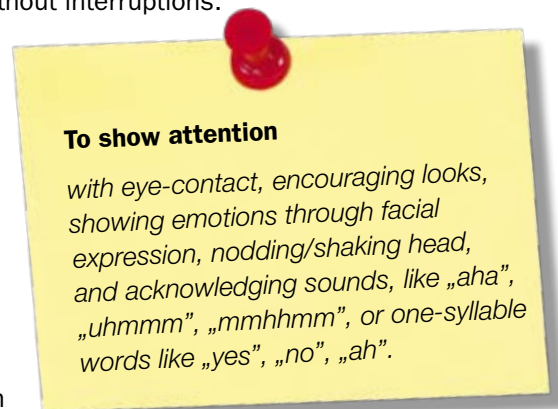 without interruptions.
To show attention
with eye-contact, encouraging looks,
showing emotions through facial
expression, nodding/shaking head,
and acknowledging sounds, like „aha”,
„uhmmm”, „mmhhmm”, or one-syllable
words like „yes”, „no”, „ah”.